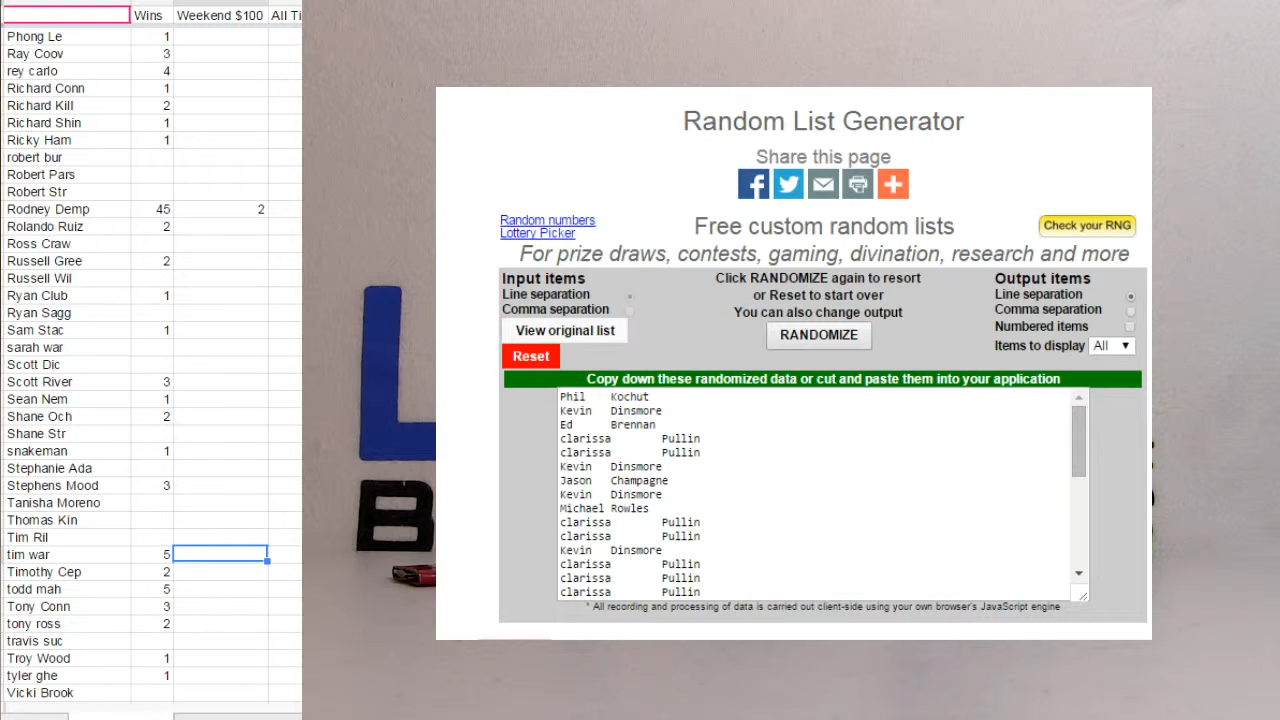 Wins Weekend $100 All Ti
Phong Le 1
Ray Coov 3
rey carlo 4
Richard Conn 1
Richard Kill 2
Richard Shin 1
Ricky Ham 1
robert bur
Robert Pars
Robert Str
Rodney Demp 45 2
Rolando Ruiz 2
Ross Craw
Russell Gree 2
Russell Wil
Ryan Club 1
Ryan Sagg
Sam Stac 1
sarah war
Scott Dic
Scott River 3
Sean Nem 1
Shane Och 2
Shane Str
snakeman 1
Stephanie Ada
Stephens Mood 3
Tanisha Moreno
Thomas Kin
Tim Ril
tim war 5
Timothy Cep 2
todd mah 5
Tony Conn 3
tony ross 2
travis suc
Troy Wood 1
tyler ghe 1
Vicki Brook
L
B
Random List Generator
Share this page
Random numbers
Lottery Picker
Free custom random lists
Check your RNG
For prize draws, contests, gaming, divination, research and more
Input items
Line separation
Comma separation
View original list
Reset
Click RANDOMIZE again to resort
or Reset to start over
You can also change output
RANDOMIZE
Output items
Line separation
Comma separation
Numbered items
Items to display All
Copy down these randomized data or cut and paste them into your application
Phil Kochut
Kevin Dinsmore
Ed Brennan
clarissa Pullin
clarissa Pullin
Kevin Dinsmore
Jason Champagne
Kevin Dinsmore
Michael Rowles
clarissa Pullin
clarissa Pullin
Kevin Dinsmore
clarissa Pullin
clarissa Pullin
clarissa Pullin
* All recording and processing of data is carried out client-side using your own browser's JavaScript engine